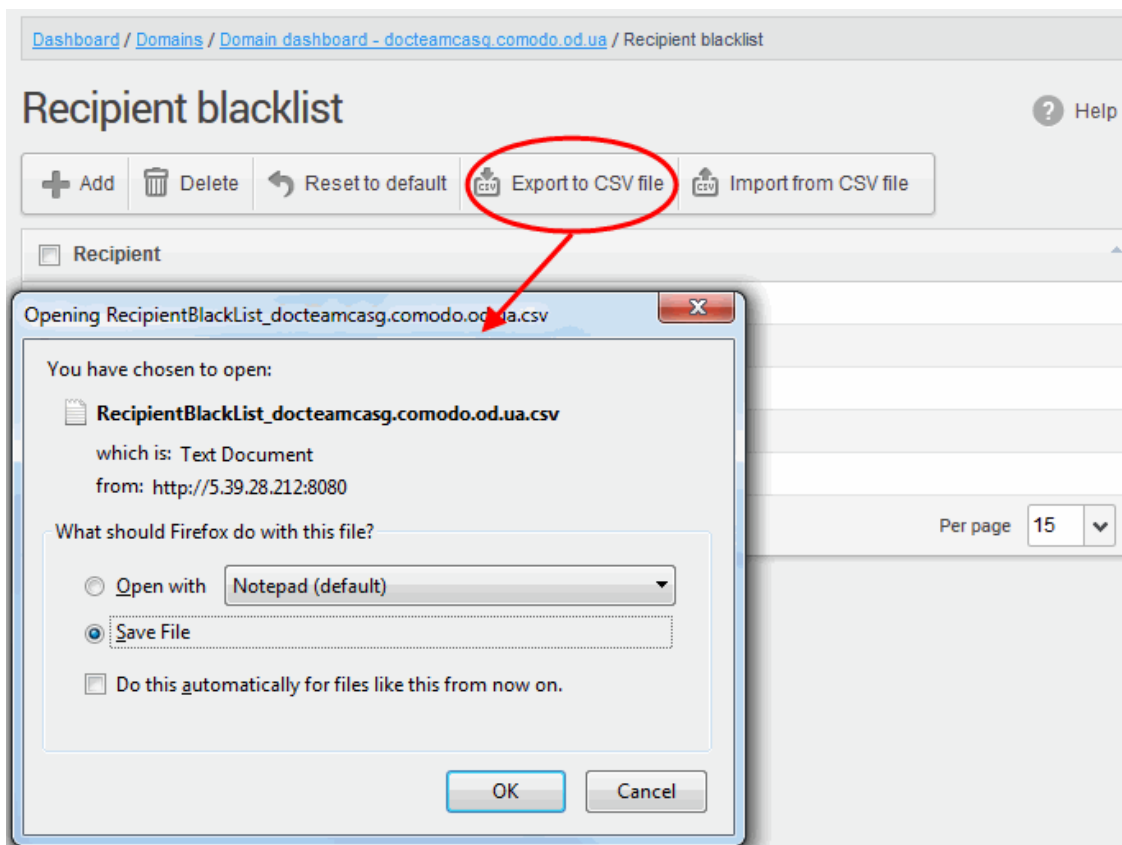 Dashboard / Domains / Domain dashboard - docteamcasg.comodo.od.ua / Recipient blacklist
Recipient blacklist
? Help
Add Delete Reset to default CSV Export to CSV file CSV Import from CSV file
Recipient
Opening RecipientBlackList_docteamcasg.comodo.od.ua.csv
You have chosen to open:
RecipientBlackList_docteamcasg.comodo.od.ua.csv
which is: Text Document
from: http://5.39.28.212:8080
What should Firefox do with this file?
Per page 15
Open with Notepad (default)
Save File
Do this automatically for files like this from now on.
OK Cancel